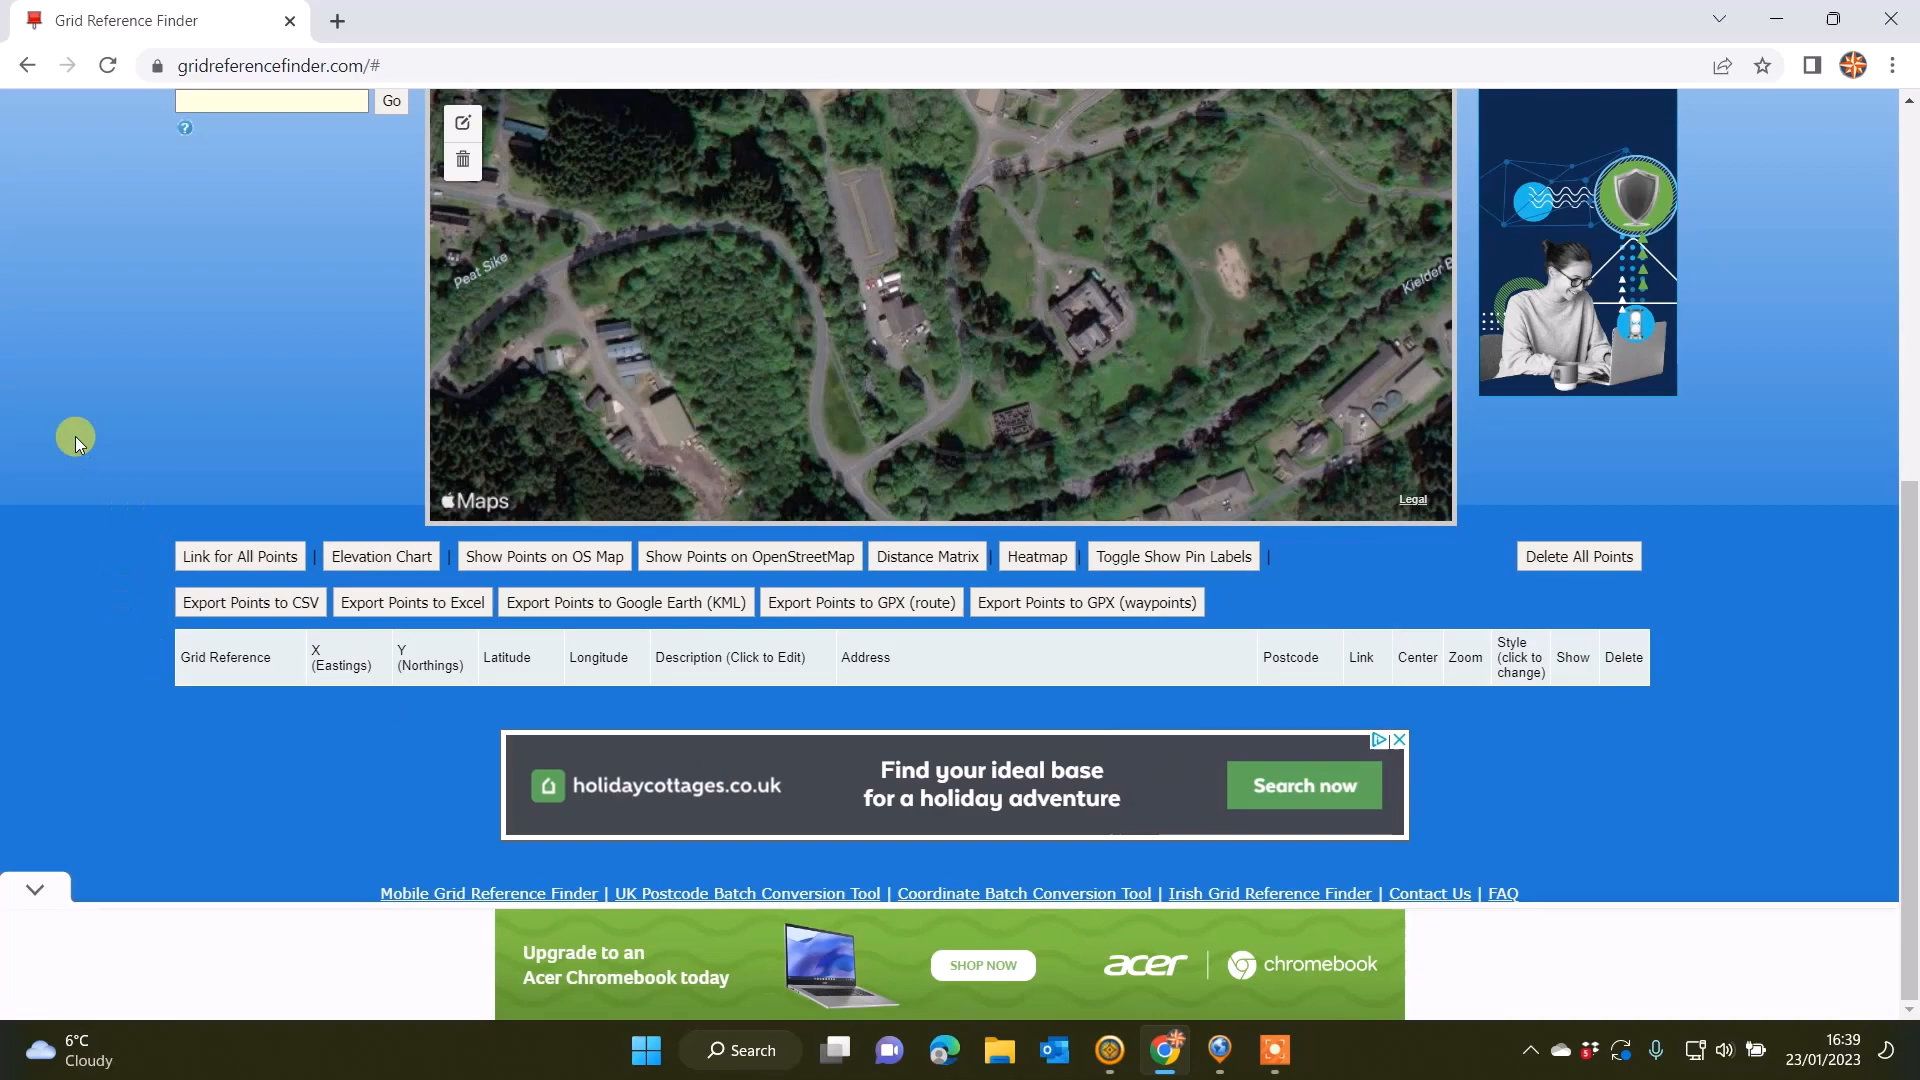 Grid Reference Finder
gridreferencefinder.com/#
Go
Peat Sike
Kielder B
Maps
Legal
Link for All Points | Elevation Chart | Show Points on OS Map Show Points on OpenStreetMap Distance Matrix | Heatmap | Toggle Show Pin Labels | Delete All Points
Export Points to CSV Export Points to Excel Export Points to Google Earth (KML) Export Points to GPX (route) Export Points to GPX (waypoints)
Grid Reference
X
(Eastings)
Y
(Northings)
Latitude
Longitude
Description (Click to Edit)
Address
Postcode
Link
Center
Zoom
Style
(click to
change)
Show
Delete
holidaycottages.co.uk
Find your ideal base
for a holiday adventure
Search now
Mobile Grid Reference Finder | UK Postcode Batch Conversion Tool | Coordinate Batch Conversion Tool | Irish Grid Reference Finder | Contact Us | FAQ
Upgrade to an
Acer Chromebook today
SHOP NOW
acer
chromebook
6°C
Cloudy
Search
16:39
23/01/2023